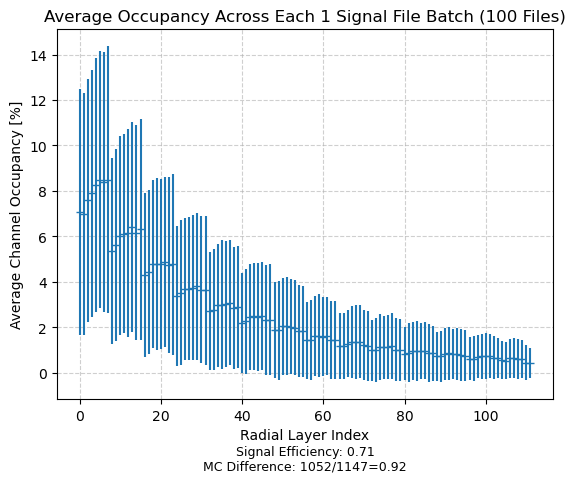 Average Occupancy Across Each 1 Signal File Batch (100 Files)
Average Channel Occupancy [%]
14
12
10
8
6
4
2
0
0 20 40 60 80 100
Radial Layer Index
Signal Efficiency: 0.71
MC Difference: 1052/1147=0.92